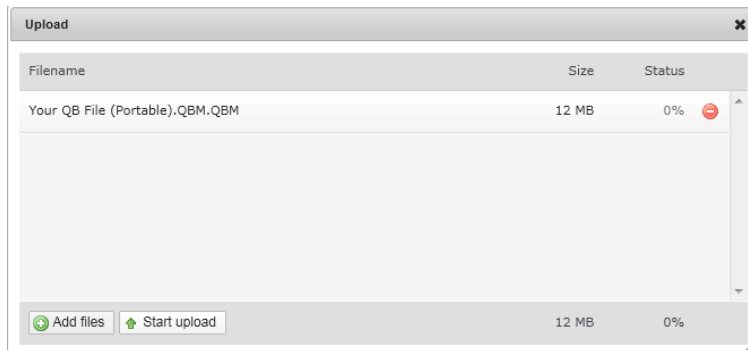 Upload
Filename Size Status
Your QB File (Portable).QBM.QBM 12 MB 0%
Add files Start upload 12 MB 0%